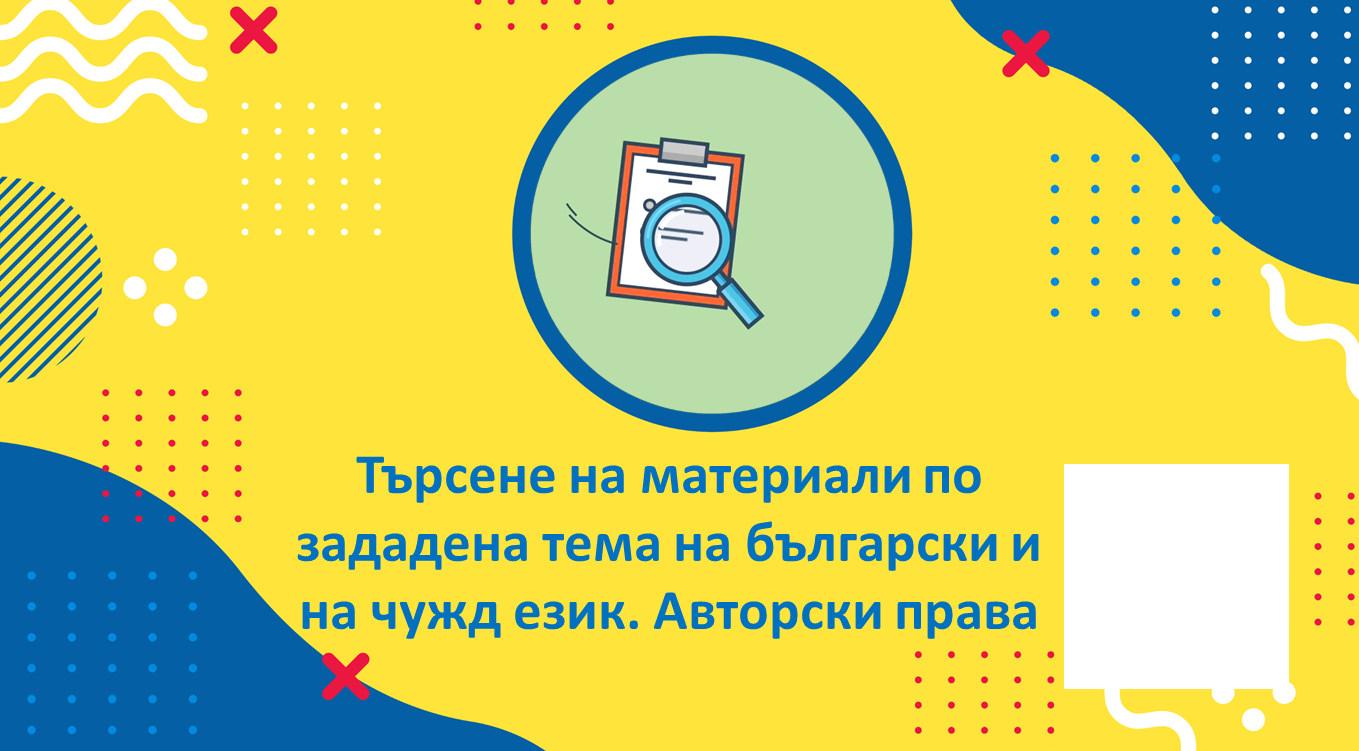 Търсене на материали по
зададена тема на български и
на чужд език. Авторски права